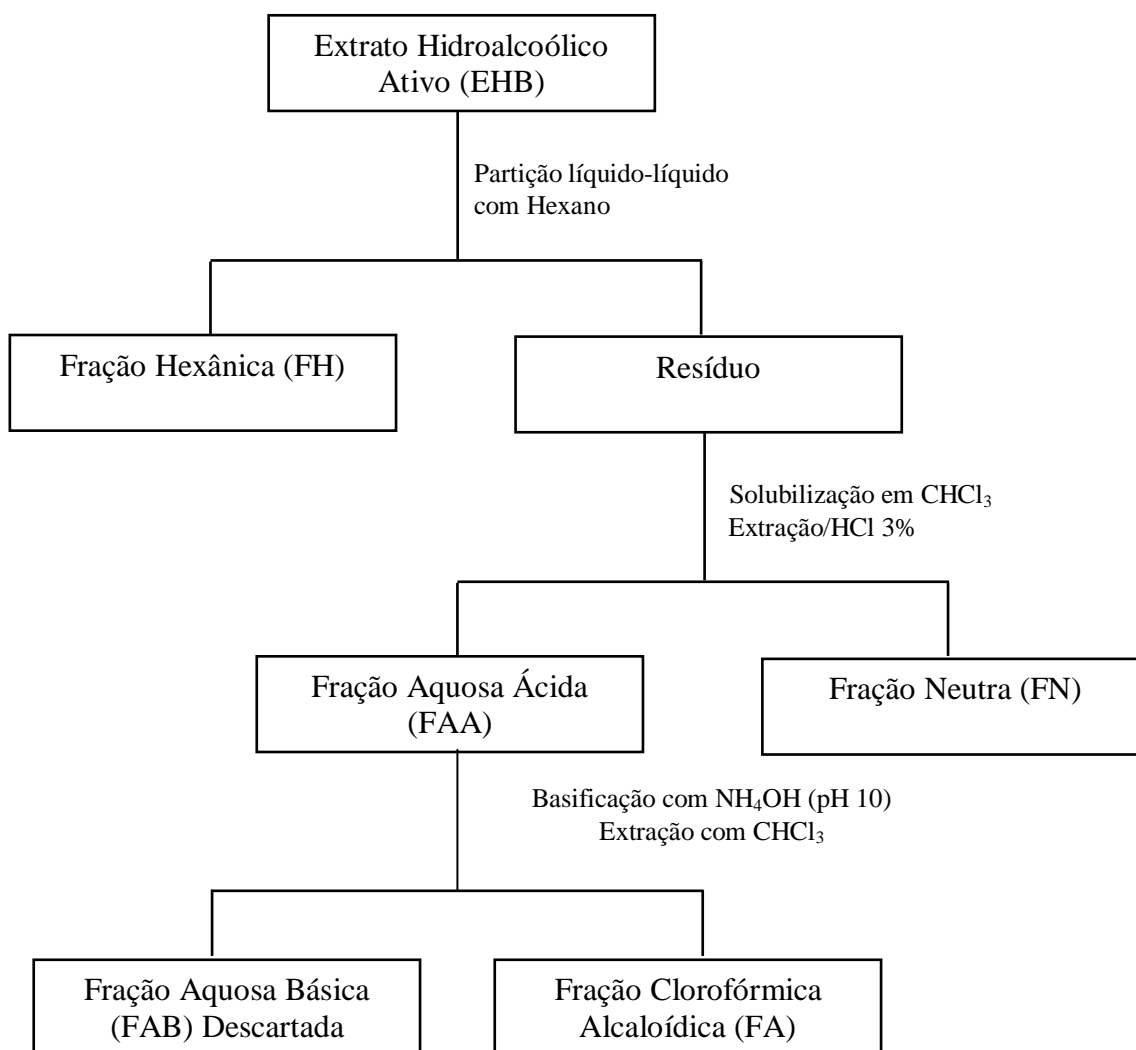 Extrato Hidroalcoólico
Ativo (EHB)
Partição líquido-líquido
com Hexano
Fração Hexânica (FH)
Resíduo
Solubilização em CHCl₃
Extração/HCl 3%
Fração Aquosa Ácida
(FAA)
Fração Neutra (FN)
Basificação com NH₄OH (pH 10)
Extração com CHCl₃
Fração Aquosa Básica
(FAB) Descartada
Fração Clorofórmica
Alcaloídica (FA)